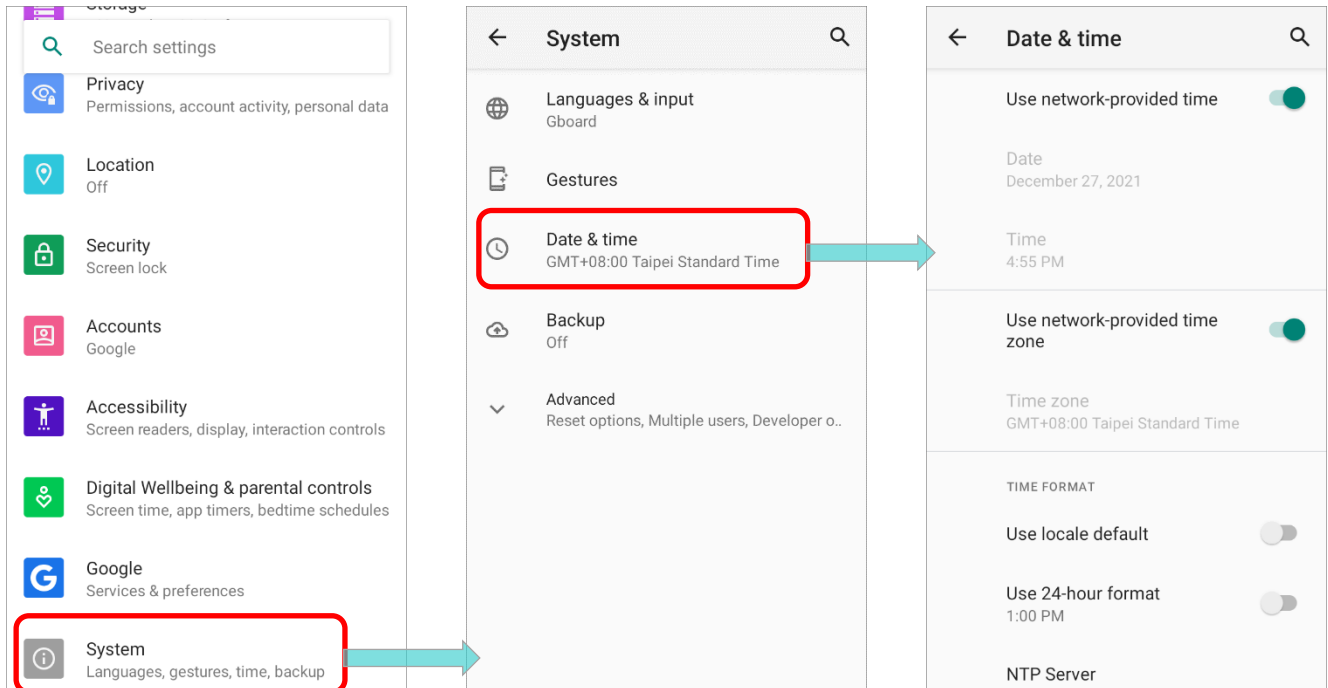 Storage
Search settings
Privacy
Permissions, account activity, personal data
Location
Off
Security
Screen lock
Accounts
Google
Accessibility
Screen readers, display, interaction controls
Digital Wellbeing & parental controls
Screen time, app timers, bedtime schedules
Google
Services & preferences
System
Languages, gestures, time, backup
System
Languages & input
Gboard
Gestures
Date & time
GMT+08:00 Taipei Standard Time
Backup
Off
Advanced
Reset options, Multiple users, Developer o..
Date & time
Use network-provided time
Date
December 27, 2021
Time
4:55 PM
Use network-provided time
zone
Time zone
GMT+08:00 Taipei Standard Time
TIME FORMAT
Use locale default
Use 24-hour format
1:00 PM
NTP Server